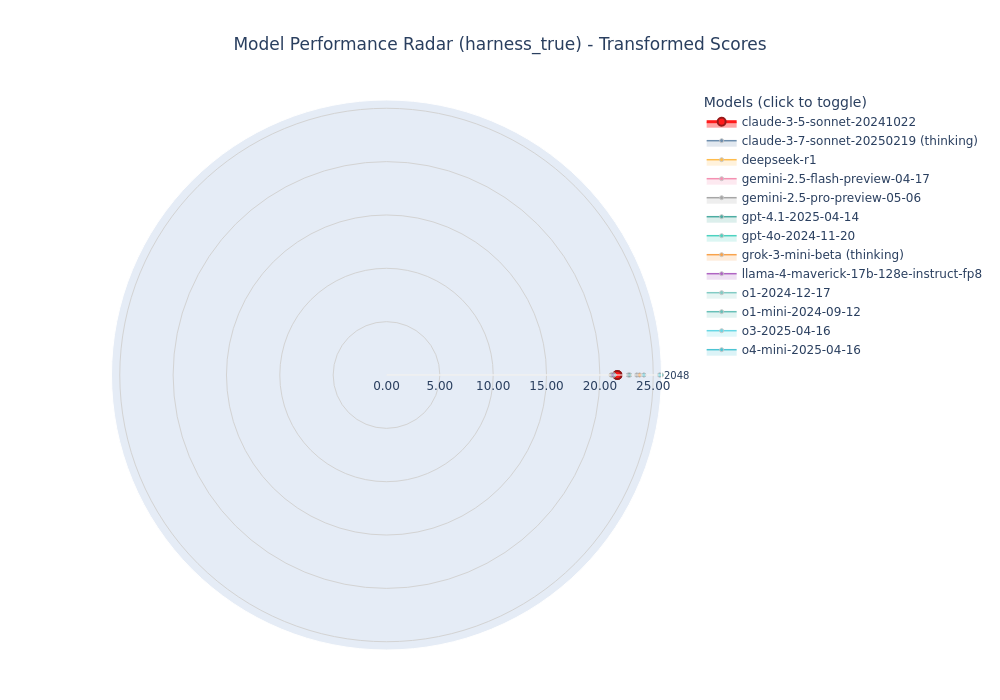 Model Performance Radar (harness_true) - Transformed Scores
Models (click to toggle)
claude-3-5-sonnet-20241022
claude-3-7-sonnet-20250219 (thinking)
deepseek-r1
gemini-2.5-flash-preview-04-17
gemini-2.5-pro-preview-05-06
gpt-4.1-2025-04-14
gpt-4o-2024-11-20
grok-3-mini-beta (thinking)
llama-4-maverick-17b-128e-instruct-fp8
o1-2024-12-17
o1-mini-2024-09-12
o3-2025-04-16
o4-mini-2025-04-16
2048
0.00 5.00 10.00 15.00 20.00 25.00